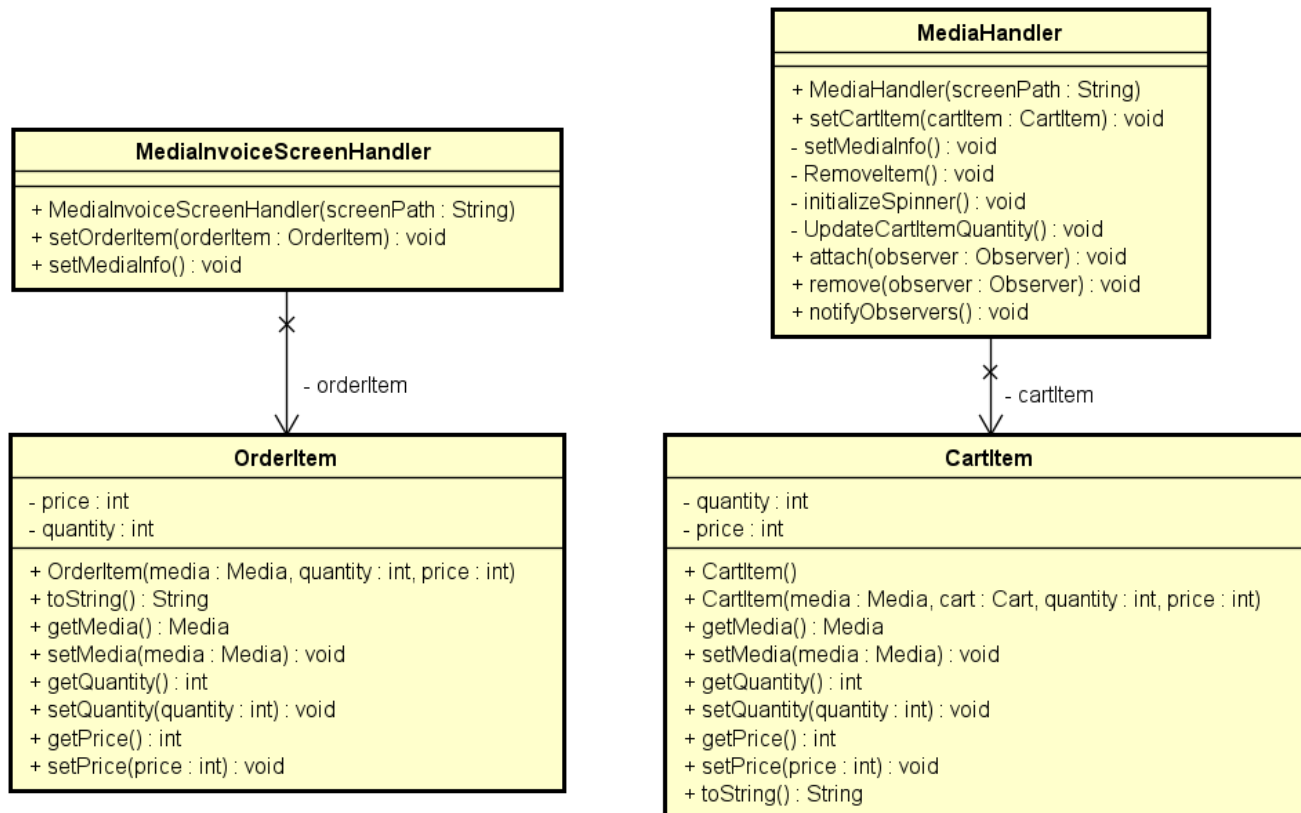 MediaInvoiceScreenHandler
+ MediaInvoiceScreenHandler(screenPath : String)
+ setOrderItem(orderItem : OrderItem) : void
+ setMediaInfo() : void
- orderItem
OrderItem
- price : int
- quantity : int
+ OrderItem(media : Media, quantity : int, price : int)
+ toString() : String
+ getMedia() : Media
+ setMedia(media : Media) : void
+ getQuantity() : int
+ setQuantity(quantity : int) : void
+ getPrice() : int
+ setPrice(price : int) : void
MediaHandler
+ MediaHandler(screenPath : String)
+ setCartItem(cartItem : CartItem) : void
- setMediaInfo() : void
- RemoveItem() : void
- initializeSpinner() : void
- UpdateCartItemQuantity() : void
+ attach(observer : Observer) : void
+ remove(observer : Observer) : void
+ notifyObservers() : void
- cartItem
CartItem
- quantity : int
- price : int
+ CartItem()
+ CartItem(media : Media, cart : Cart, quantity : int, price : int)
+ getMedia() : Media
+ setMedia(media : Media) : void
+ getQuantity() : int
+ setQuantity(quantity : int) : void
+ getPrice() : int
+ setPrice(price : int) : void
+ toString() : String